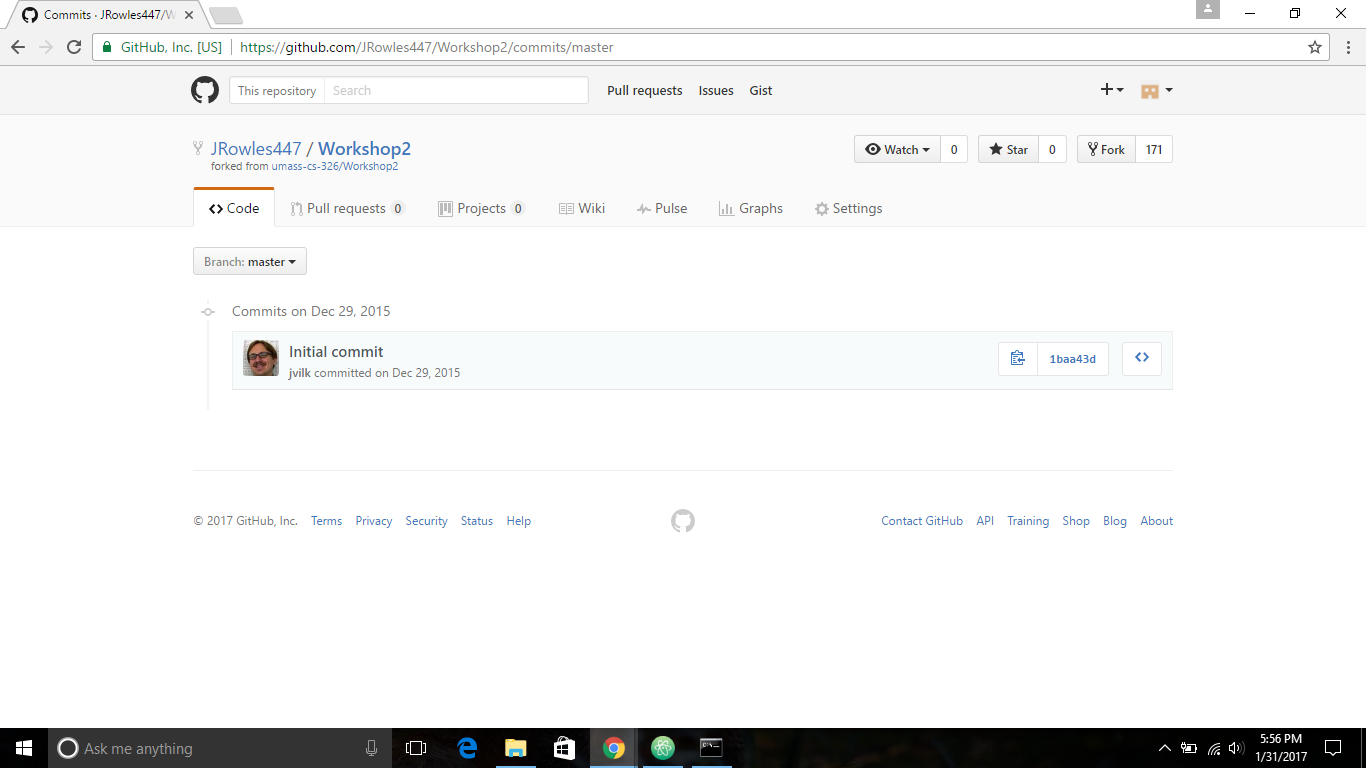 Commits · JRowles447/W
GitHub, Inc. [US] https://github.com/JRowles447/Workshop2/commits/master
This repository Search Pull requests Issues Gist
JRowles447 / Workshop2 Watch 0 Star 0 Fork 171
forked from umass-cs-326/Workshop2
Code Pull requests 0 Projects 0 Wiki Pulse Graphs Settings
Branch: master
Commits on Dec 29, 2015
Initial commit
jvilk committed on Dec 29, 2015
1baa43d
© 2017 GitHub, Inc. Terms Privacy Security Status Help Contact GitHub API Training Shop Blog About
Ask me anything
5:56 PM
1/31/2017